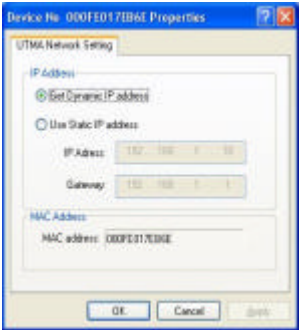 Device No 000FE017EB6E Properties
UTMA Network Setting
IP Address
Get Dynamic IP address
Use Static IP address
IP Adress:
192 168 1
Gateway:
192 168 1 1
MAC Address
MAC address: 000FE017EB6E
OK
Cancel
Apply